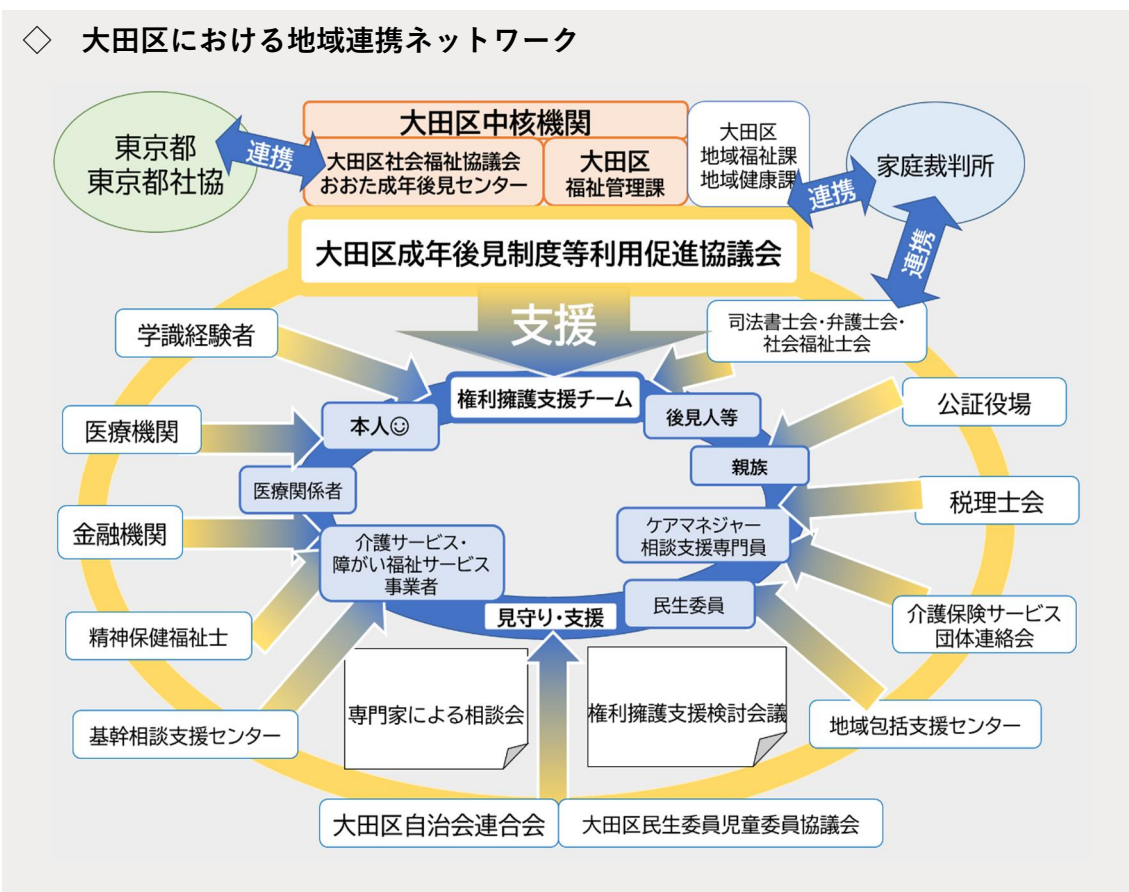 ◇ 大田区における地域連携ネットワーク
東京都
東京都社協
連携
大田区中核機関
大田区社会福祉協議会
おおた成年後見センター
大田区
福祉管理課
大田区
地域福祉課
地域健康課
連携
家庭裁判所
連携
大田区成年後見制度等利用促進協議会
支援
学識経験者
司法書士会・弁護士会・
社会福祉士会
権利擁護支援チーム
本人☺
後見人等
公証役場
医療機関
親族
医療関係者
税理士会
金融機関
ケアマネジャー
相談支援専門員
介護サービス・
障がい福祉サービス
事業者
民生委員
見守り・支援
介護保険サービス
団体連絡会
精神保健福祉士
専門家による相談会
権利擁護支援検討会議
基幹相談支援センター
地域包括支援センター
大田区自治会連合会
大田区民生委員児童委員協議会